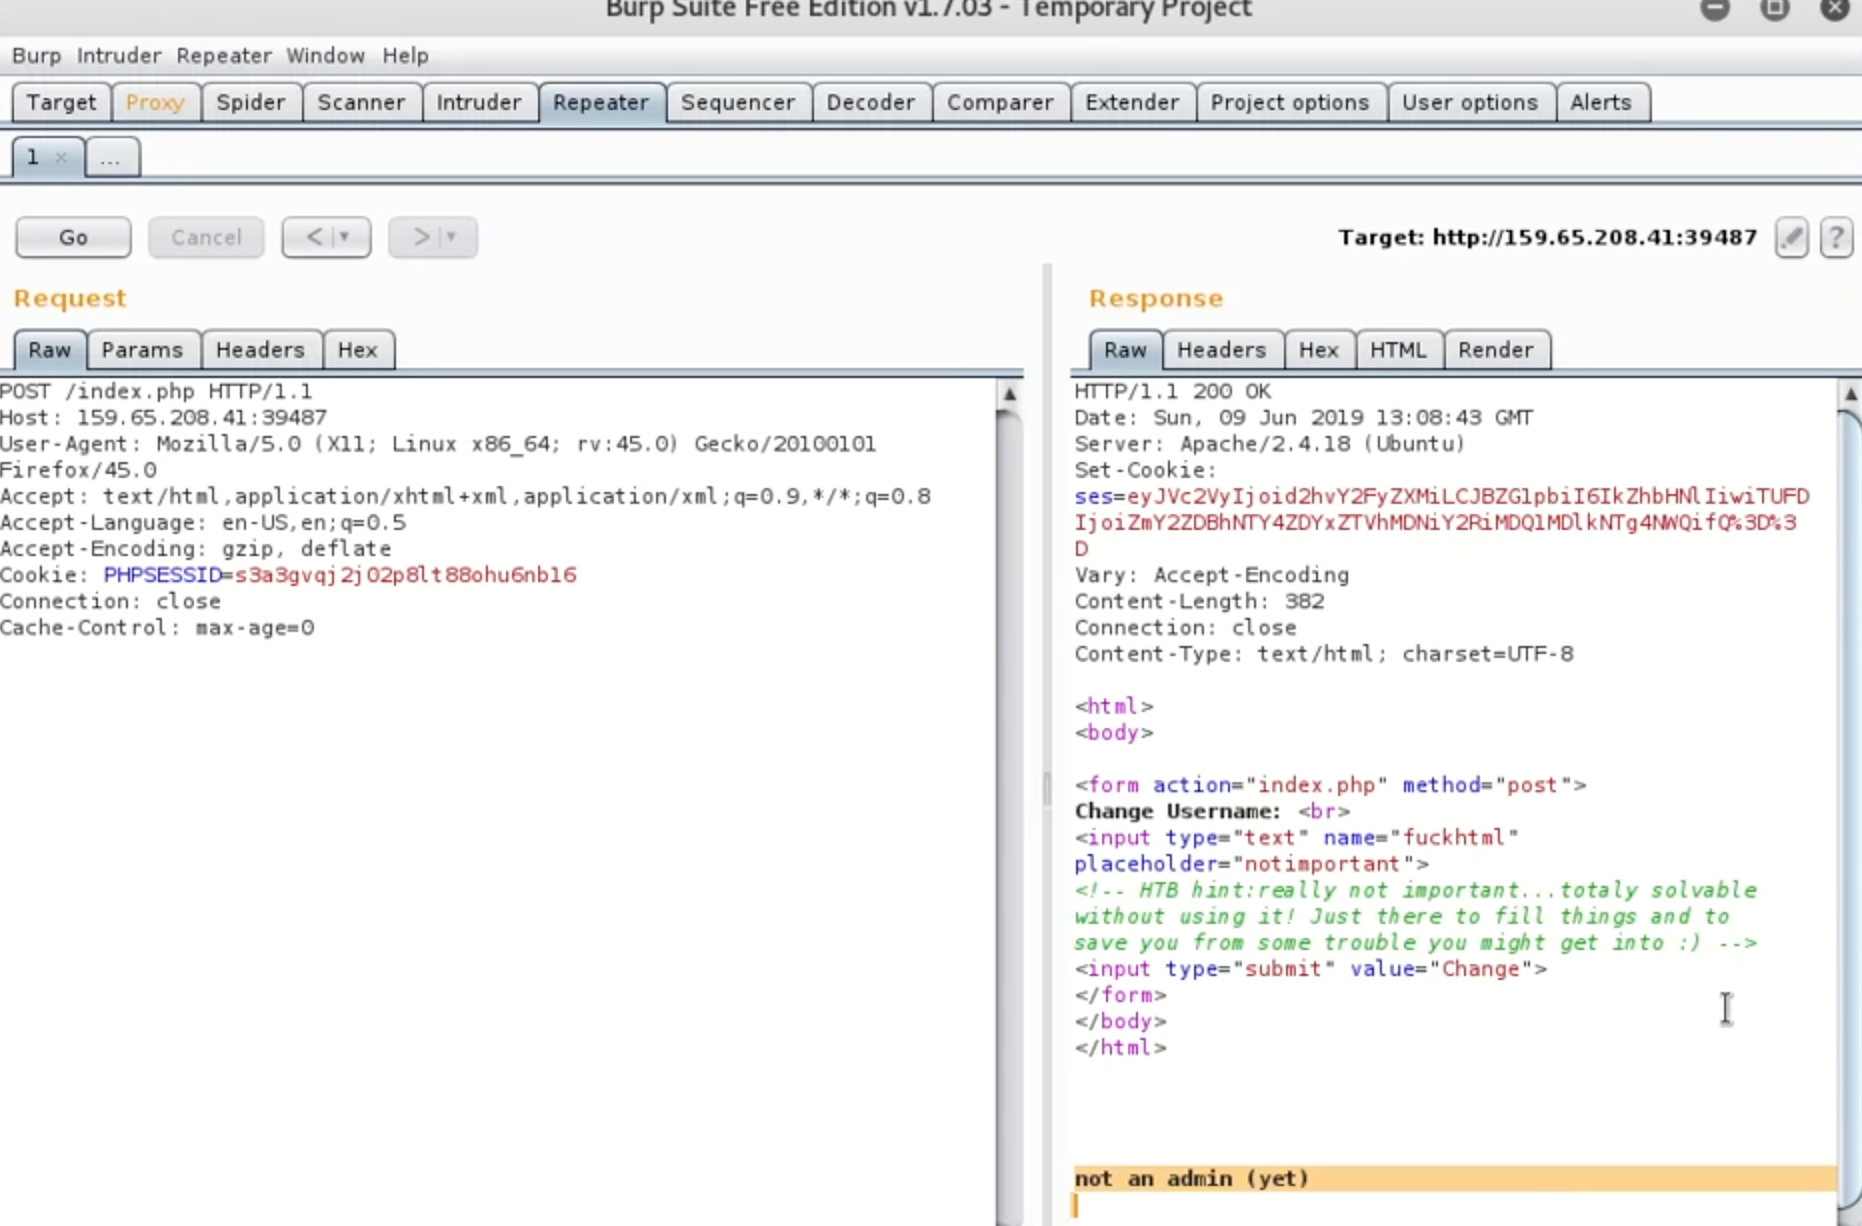 Burp Suite Free Edition v1.7.03 - Temporary Project
Burp Intruder Repeater Window Help
Target Proxy Spider Scanner Intruder Repeater Sequencer Decoder Comparer Extender Project options User options Alerts
1 × ...
Go Cancel < > Target: http://159.65.208.41:39487 ?
Request
Raw Params Headers Hex
POST /index.php HTTP/1.1
Host: 159.65.208.41:39487
User-Agent: Mozilla/5.0 (X11; Linux x86_64; rv:45.0) Gecko/20100101
Firefox/45.0
Accept: text/html,application/xhtml+xml,application/xml;q=0.9,*/*;q=0.8
Accept-Language: en-US,en;q=0.5
Accept-Encoding: gzip, deflate
Cookie: PHPSESSID=s3a3gvqj2j02p8lt88ohu6nb16
Connection: close
Cache-Control: max-age=0
Response
Raw Headers Hex HTML Render
HTTP/1.1 200 OK
Date: Sun, 09 Jun 2019 13:08:43 GMT
Server: Apache/2.4.18 (Ubuntu)
Set-Cookie:
ses=eyJVc2VyIjoid2hvY2FyZXMiLCJBZG1pbiI6IkZhbHNlIiwiTUFD
IjoiZmY2ZDBhNTY4ZDYxZTVhMDNiY2RiMDQ1MDlkNTg4NWQifQ%3D%3
D
Vary: Accept-Encoding
Content-Length: 382
Connection: close
Content-Type: text/html; charset=UTF-8
<html>
<body>
<form action="index.php" method="post">
Change Username: <br>
<input type="text" name="fuckhtml"
placeholder="notimportant">
<!-- HTB hint:really not important...totaly solvable
without using it! Just there to fill things and to
save you from some trouble you might get into :) -->
<input type="submit" value="Change">
</form>
</body>
</html>
not an admin (yet)